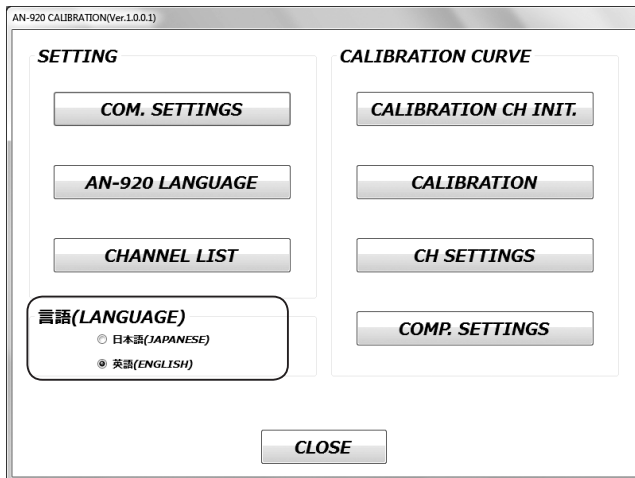 AN-920 CALIBRATION(Ver.1.0.0.1)
SETTING
COM. SETTINGS
AN-920 LANGUAGE
CHANNEL LIST
言語(LANGUAGE)
日本語(JAPANESE)
英語(ENGLISH)
CALIBRATION CURVE
CALIBRATION CH INIT.
CALIBRATION
CH SETTINGS
COMP. SETTINGS
CLOSE